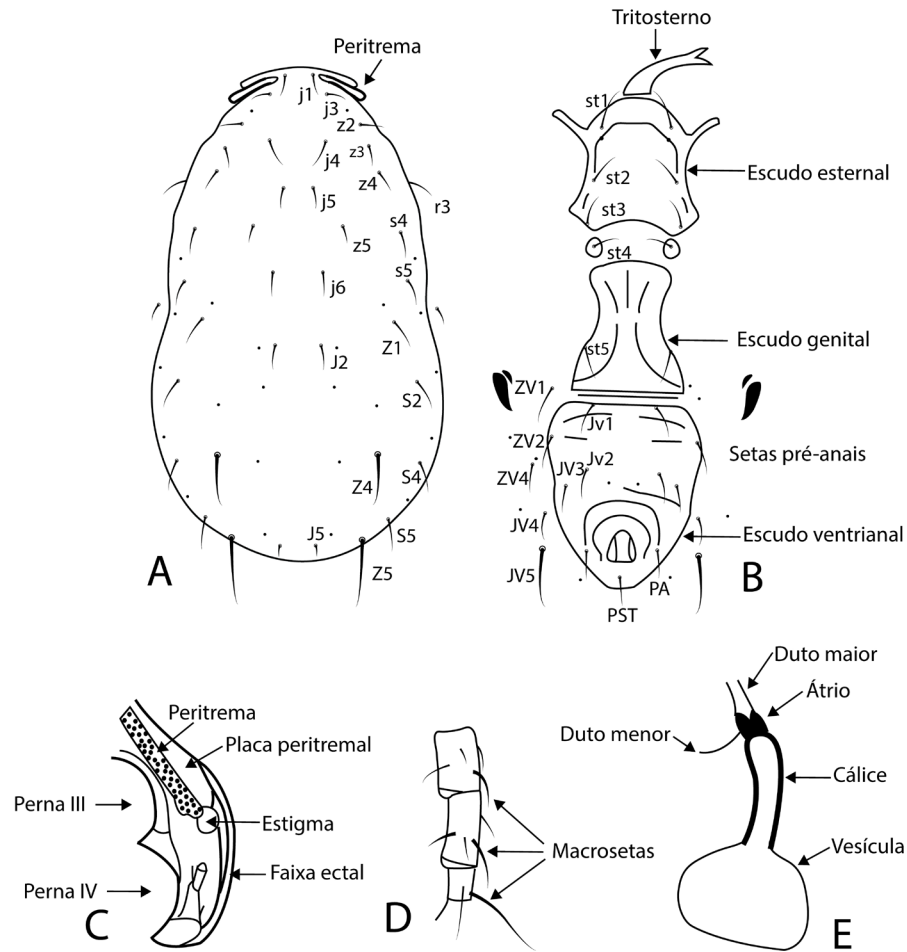 Peritrema
j1
j3
z2
j4
z3
z4
j5
r3
s4
z5
s5
j6
Z1
J2
S2
Z4
S4
J5
S5
Z5
A
Tritosterno
st1
Escudo esternal
st2
st3
st4
Escudo genital
st5
ZV1
Jv1
ZV2
Setas pré-anais
Jv2
JV3
ZV4
JV4
Escudo ventrianal
JV5
PA
B
PST
Peritrema
Placa peritremal
Perna III
Estigma
Faixa ectal
Perna IV
C
Macrosetas
D
Duto maior
Átrio
Duto menor
Cálice
Vesícula
E